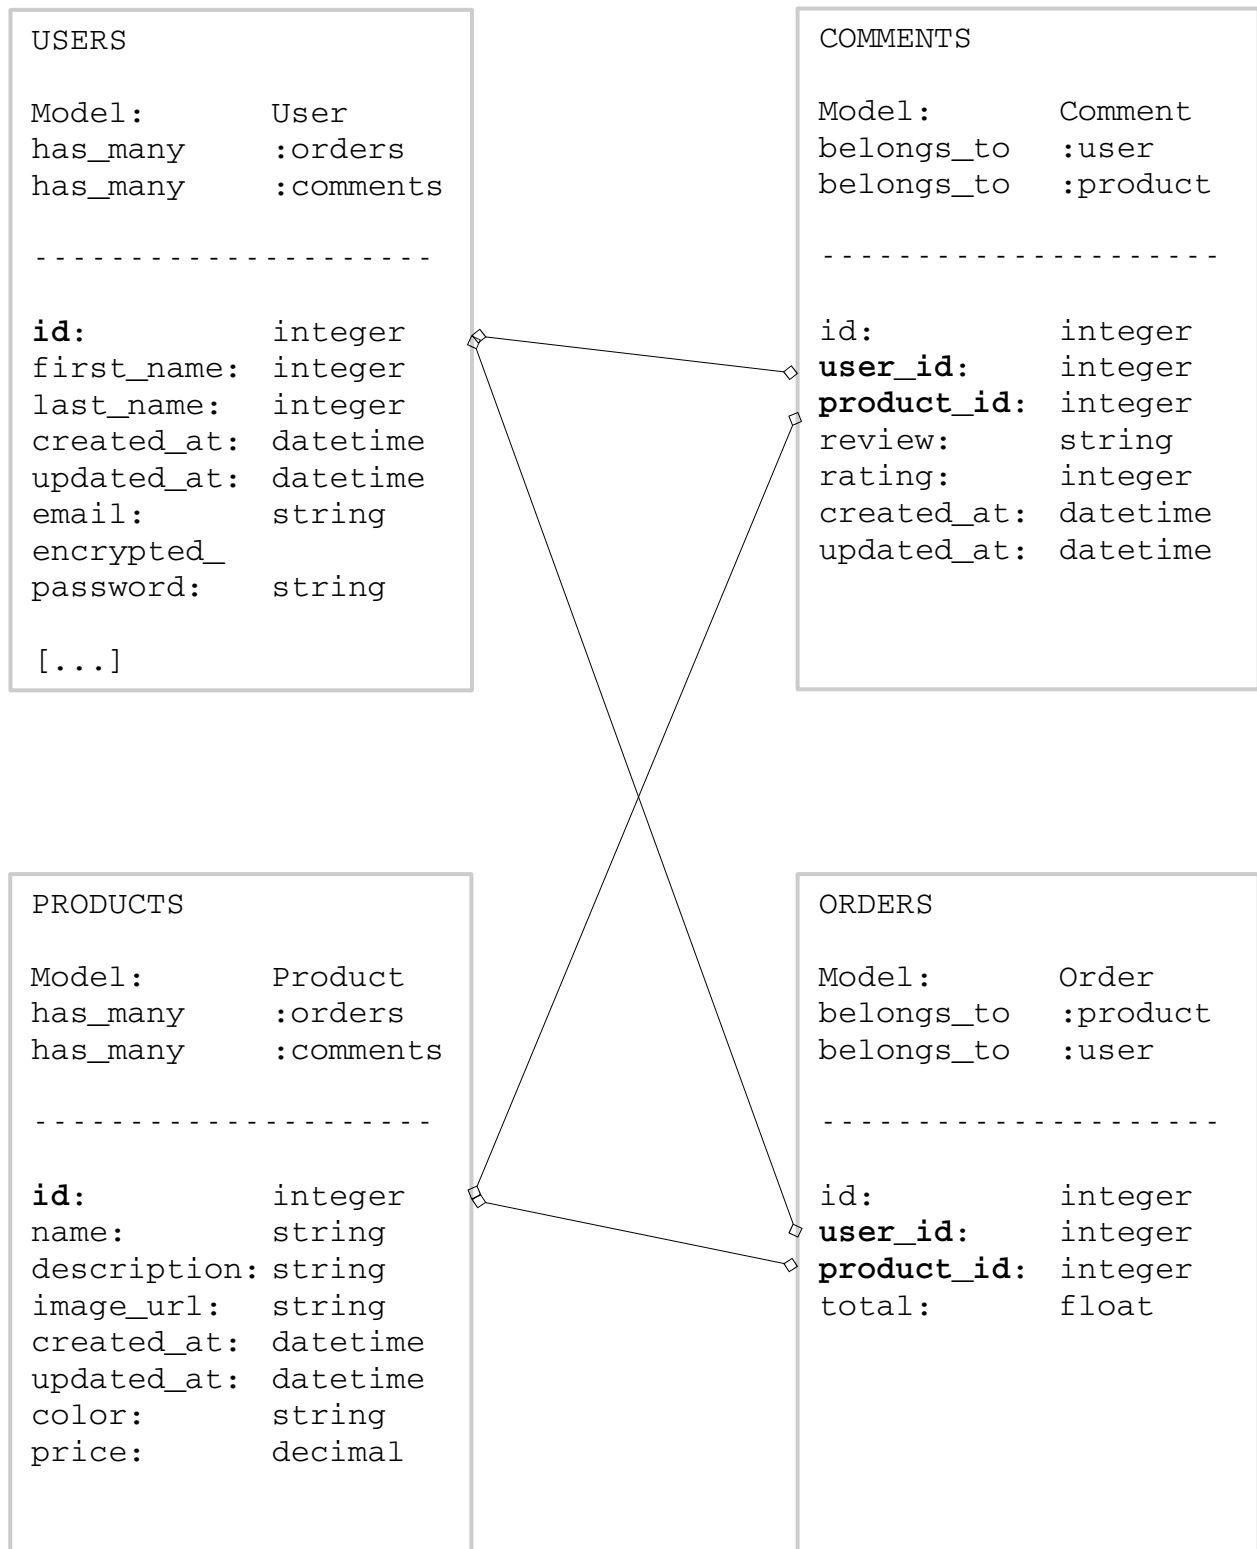 USERS
Model: User
has_many :orders
has_many :comments
---------------------
id: integer
first_name: integer
last_name: integer
created_at: datetime
updated_at: datetime
email: string
encrypted_
password: string
[...]
COMMENTS
Model: Comment
belongs_to :user
belongs_to :product
---------------------
id: integer
user_id: integer
product_id: integer
review: string
rating: integer
created_at: datetime
updated_at: datetime
PRODUCTS
Model: Product
has_many :orders
has_many :comments
---------------------
id: integer
name: string
description: string
image_url: string
created_at: datetime
updated_at: datetime
color: string
price: decimal
ORDERS
Model: Order
belongs_to :product
belongs_to :user
---------------------
id: integer
user_id: integer
product_id: integer
total: float